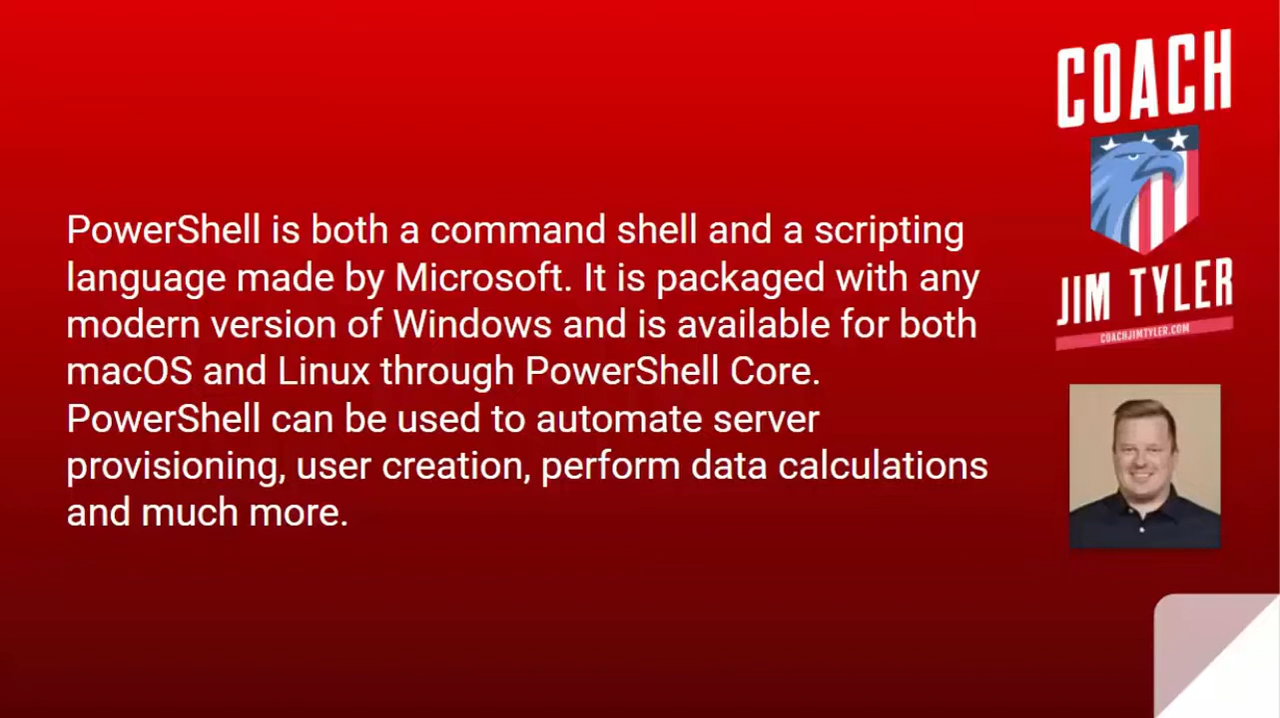 PowerShell is both a command shell and a scripting
language made by Microsoft. It is packaged with any
modern version of Windows and is available for both
macOS and Linux through PowerShell Core.
PowerShell can be used to automate server
provisioning, user creation, perform data calculations
and much more.
COACH
JIM TYLER
COACHJIMTYLER.COM